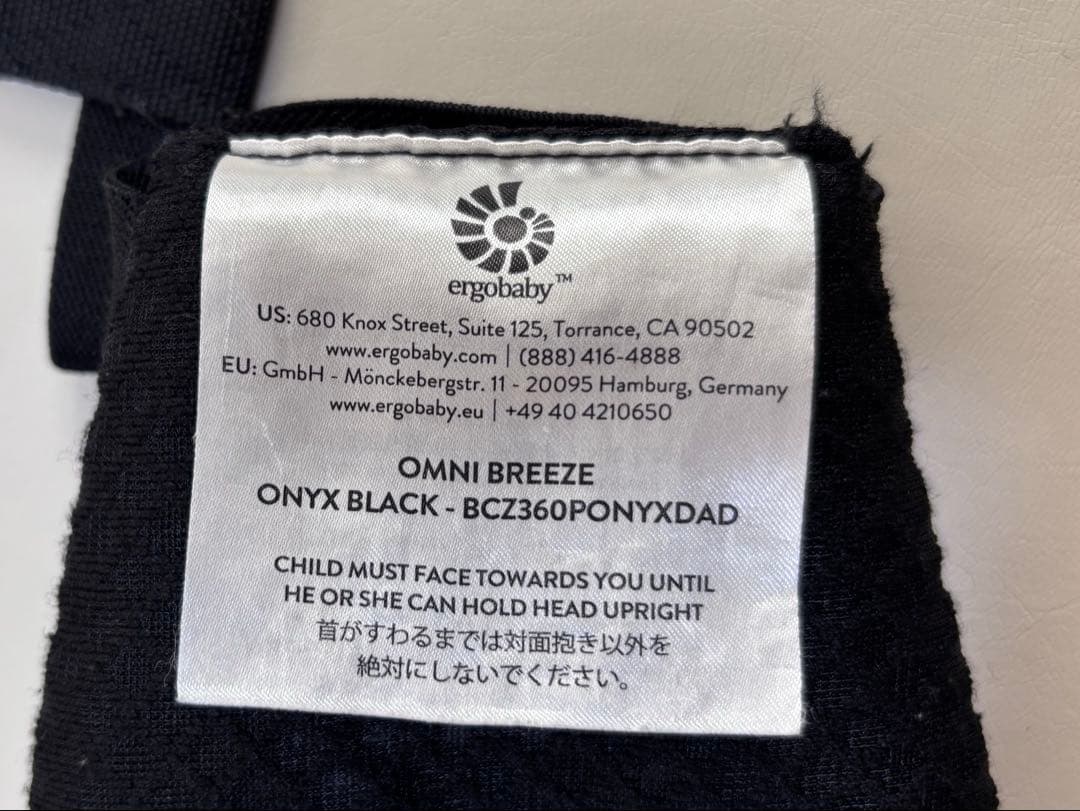 ergobaby™
US: 680 Knox Street, Suite 125, Torrance, CA 90502
www.ergobaby.com | (888) 416-4888
EU: GmbH - Mönckebergstr. 11 - 20095 Hamburg, Germany
www.ergobaby.eu | +49 40 4210650
OMNI BREEZE
ONYX BLACK - BCZ360PONYXDAD
CHILD MUST FACE TOWARDS YOU UNTIL
HE OR SHE CAN HOLD HEAD UPRIGHT
首がすわるまでは対面抱き以外を
絶対にしないでください。